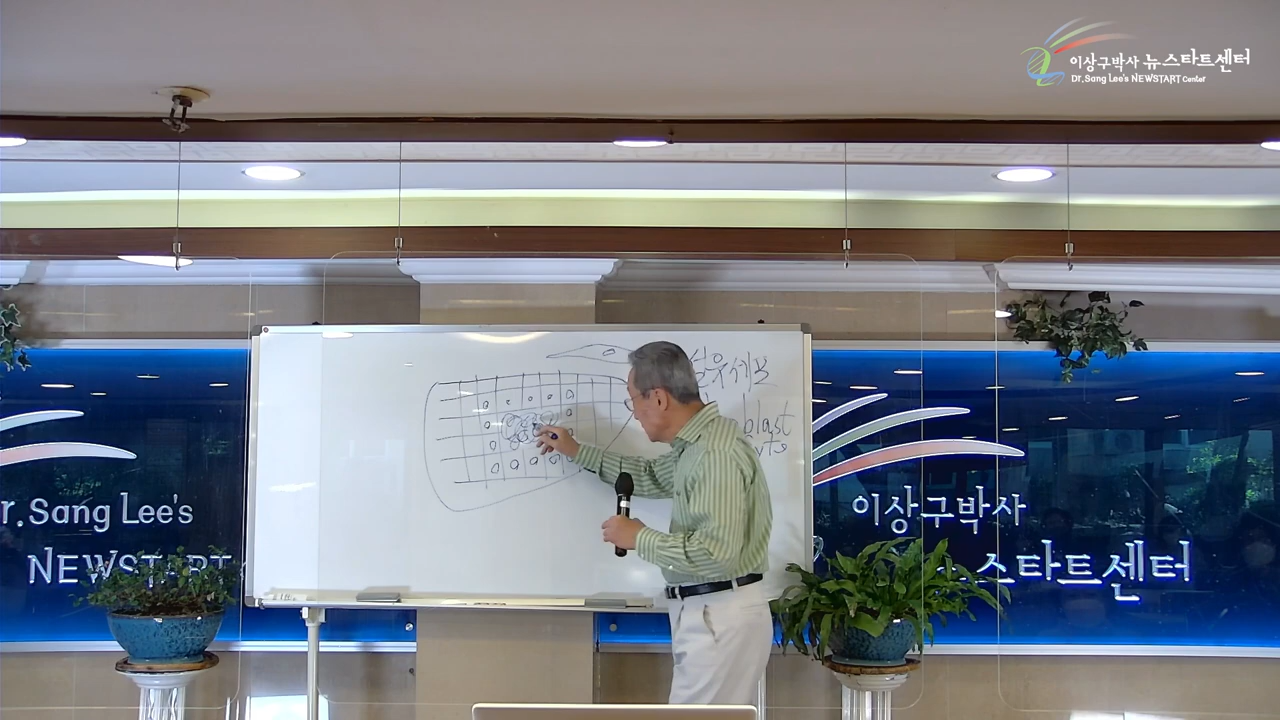 이상구박사 뉴스타트센터
Dr.Sang Lee's NEWSTART Center
섬유세포
blast
r.Sang Lee's
NEWSTART
이상구박사
스타트센터